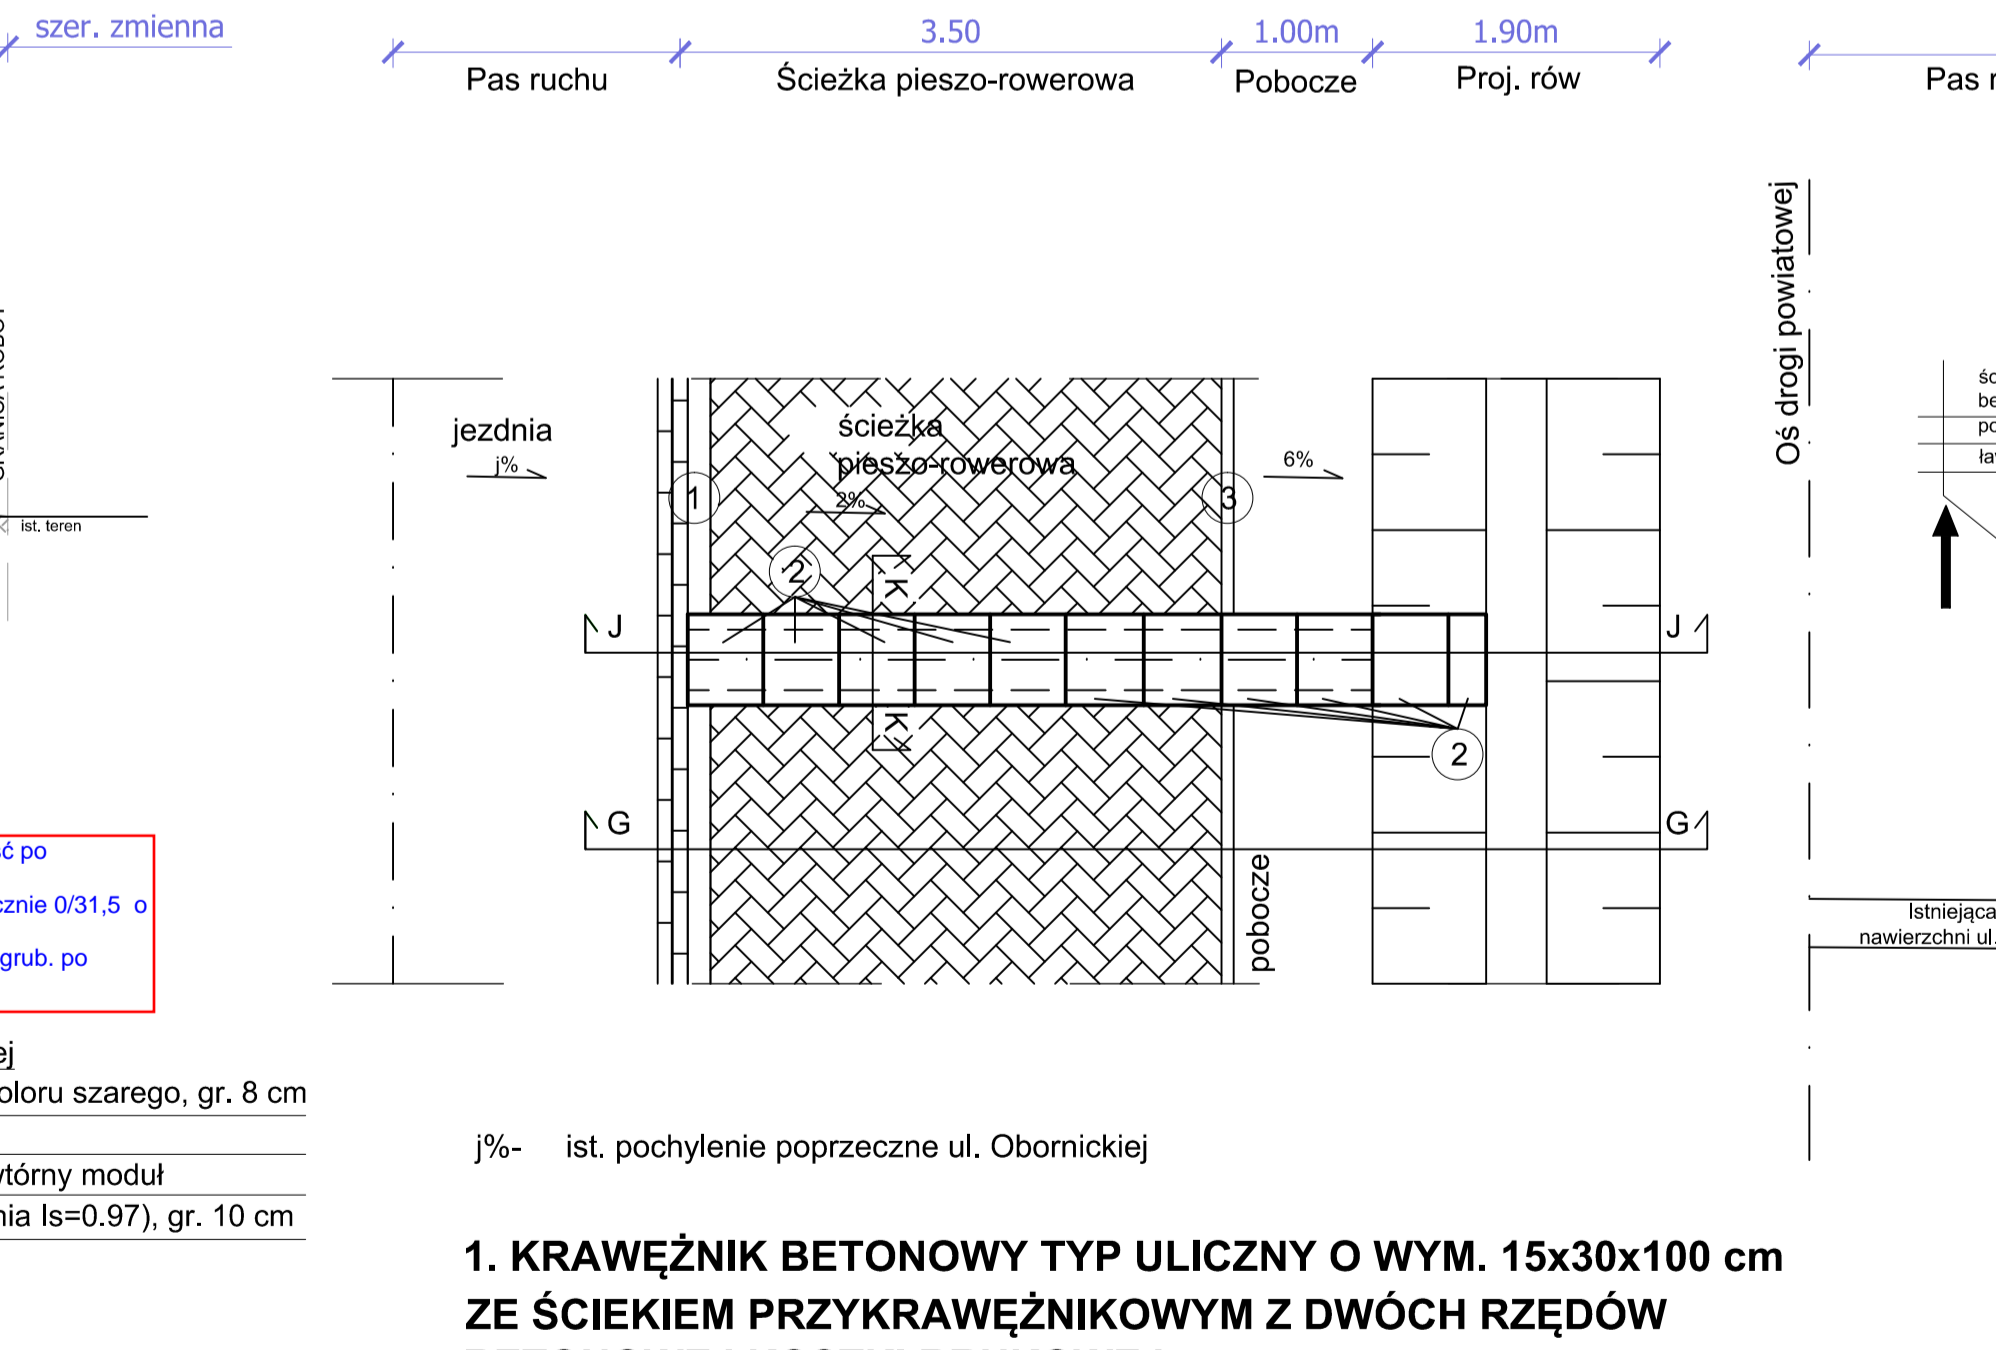 szer. zmienna
3.50
1.00m
1.90m
Pas ruchu
Ścieżka pieszo-rowerowa
Pobocze
Proj. rów
Pas
Oś drogi powiatowej
jezdnia
j%
ścieżka
pieszo-rowerowa
2%
6%
1
3
2
K
J
J
K
2
G
G
pobocze
ist. teren
ść po
cznie 0/31,5 o
grub. po
ej
oloru szarego, gr. 8 cm
wtórny moduł
nia Is=0.97), gr. 10 cm
Istniejąca
nawierzchni ul.
j%- ist. pochylenie poprzeczne ul. Obornickiej
1. KRAWĘŻNIK BETONOWY TYP ULICZNY O WYM. 15x30x100 cm
ZE ŚCIEKIEM PRZYKRAWĘŻNIKOWYM Z DWÓCH RZĘDÓW